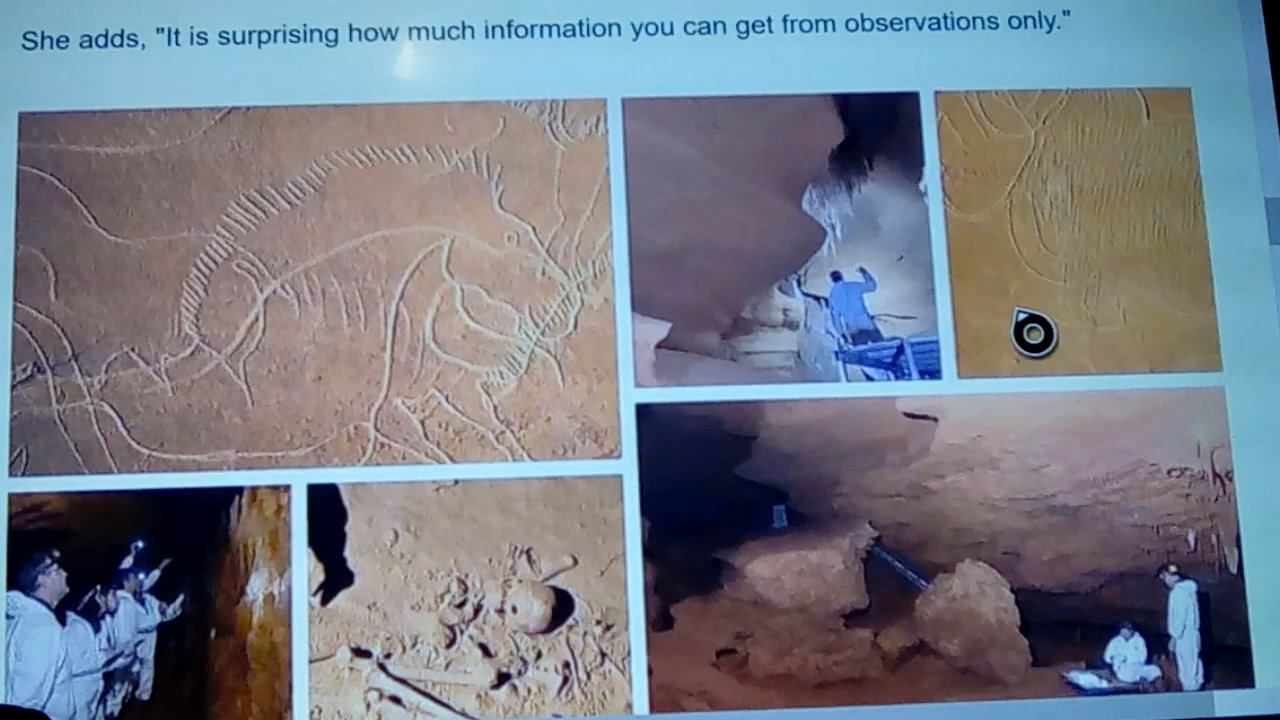 She adds, "It is surprising how much information you can get from observations only."